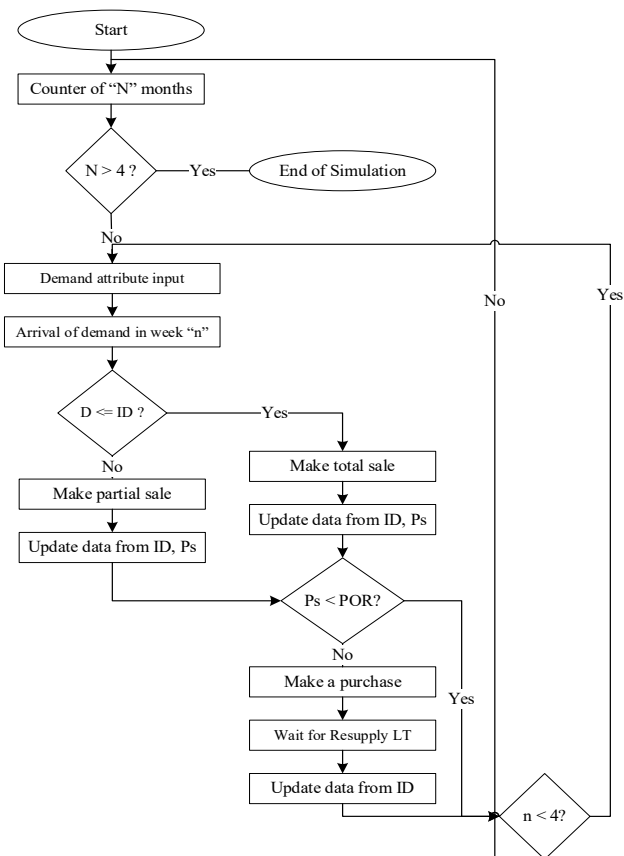 Start
Counter of “N” months
N > 4 ?
Yes
End of Simulation
No
Demand attribute input
Arrival of demand in week “n”
D <= ID ?
Yes
No
Make partial sale
Update data from ID, Ps
Make total sale
Update data from ID, Ps
Ps < POR?
No
Yes
Make a purchase
Wait for Resupply LT
Update data from ID
n < 4?
No
Yes